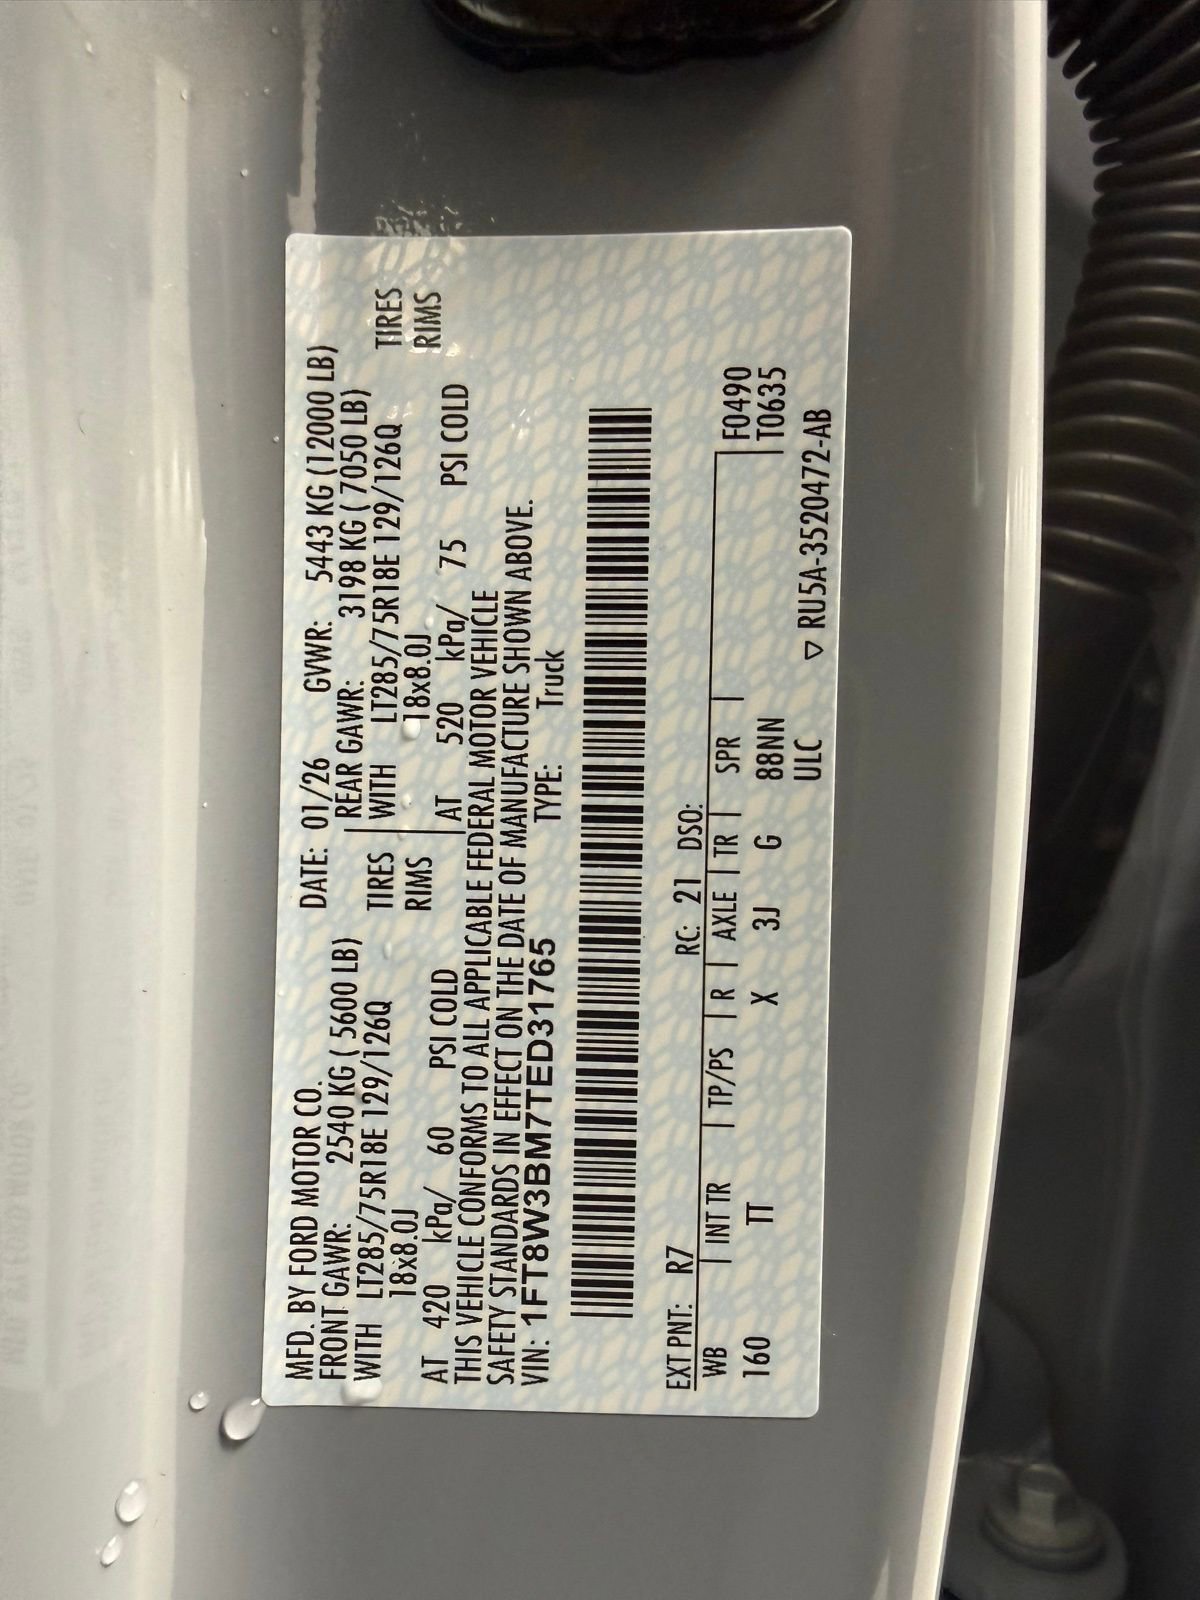 MFD. BY FORD MOTOR CO.
DATE: 01/26 GVWR: 5443 KG (12000 LB)
FRONT GAWR: 2540 KG ( 5600 LB)
REAR GAWR: 3198 KG ( 7050 LB)
WITH LT285/75R18E 129/126Q TIRES
WITH LT285/75R18E 129/126Q TIRES
18x8.0J RIMS
18x8.0J RIMS
AT 420 kPa/ 60 PSI COLD
AT 520 kPa/ 75 PSI COLD
THIS VEHICLE CONFORMS TO ALL APPLICABLE FEDERAL MOTOR VEHICLE
SAFETY STANDARDS IN EFFECT ON THE DATE OF MANUFACTURE SHOWN ABOVE.
VIN: 1FT8W3BM7TED31765 TYPE: Truck
EXT PNT: R7 RC: 21 DSO:
WB | INT TR | TP/PS | R | AXLE | TR | SPR | F0490
160 TT X 3J G 88NN T0635
ULC ▽ RU5A-3520472-AB